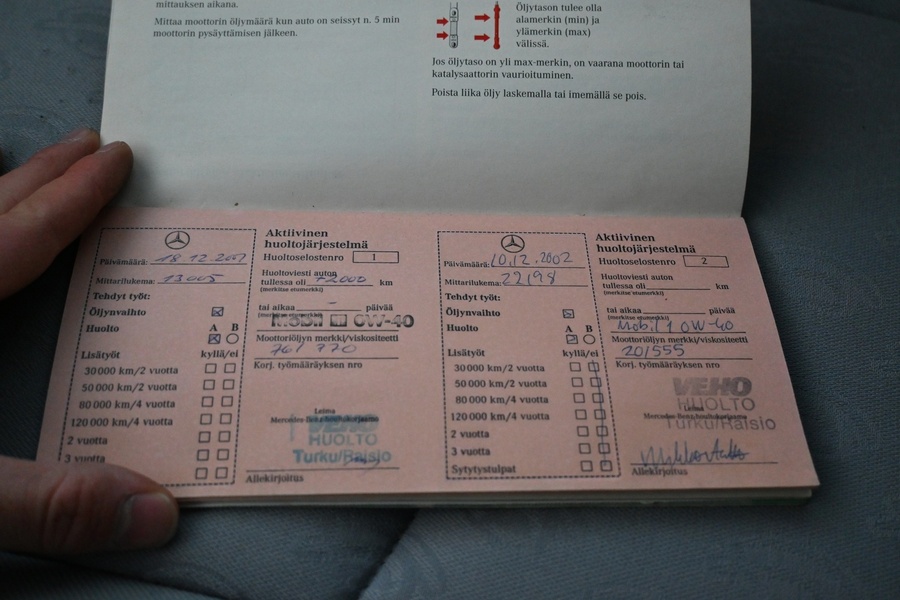 mittauksen aikana.
Mittaa moottorin öljymäärä kun auto on seissyt n. 5 min
moottorin pysäyttämisen jälkeen.
Öljytason tulee olla
alamerkin (min) ja
ylämerkin (max)
välissä.
Jos öljytaso on yli max-merkin, on vaarana moottorin tai
katalysaattorin vaurioituminen.
Poista liika öljy laskemalla tai imemällä se pois.
Päivämäärä: 18.12.2001
Mittarilukema: 13005
Tehdyt työt:
Öljynvaihto
A B
Huolto
Lisätyöt kyllä/ei
30 000 km/2 vuotta
50 000 km/2 vuotta
80 000 km/4 vuotta
120 000 km/4 vuotta
2 vuotta
3 vuotta
Aktiivinen
huoltojärjestelmä
Huoltoselostenro 1
Huoltoviesti auton
tullessa oli km
(merkitse etumerkki)
tai aikaa - päivää
(merkitse etumerkki)
Mobil 1 0W-40
Moottoriöljyn merkki/viskositeetti
Korj. työmääräyksen nro
Leima
Mercedes-Benz-huoltokorjaamo
VEHO
HUOLTO
Turku/Raisio
Allekirjoitus
Päivämäärä: 10.12.2002
Mittarilukema: 22198
Tehdyt työt:
Öljynvaihto
A B
Huolto
Lisätyöt kyllä/ei
30 000 km/2 vuotta
50 000 km/2 vuotta
80 000 km/4 vuotta
120 000 km/4 vuotta
2 vuotta
3 vuotta
Sytytystulpat
Aktiivinen
huoltojärjestelmä
Huoltoselostenro 2
Huoltoviesti auton
tullessa oli km
(merkitse etumerkki)
tai aikaa päivää
(merkitse etumerkki)
Mobil 1 0W-40
Moottoriöljyn merkki/viskositeetti
20/555
Korj. työmääräyksen nro
VEHO
Leima
HUOLTO
Mercedes-Benz-huoltokorjaamo
Turku/Raisio
Allekirjoitus